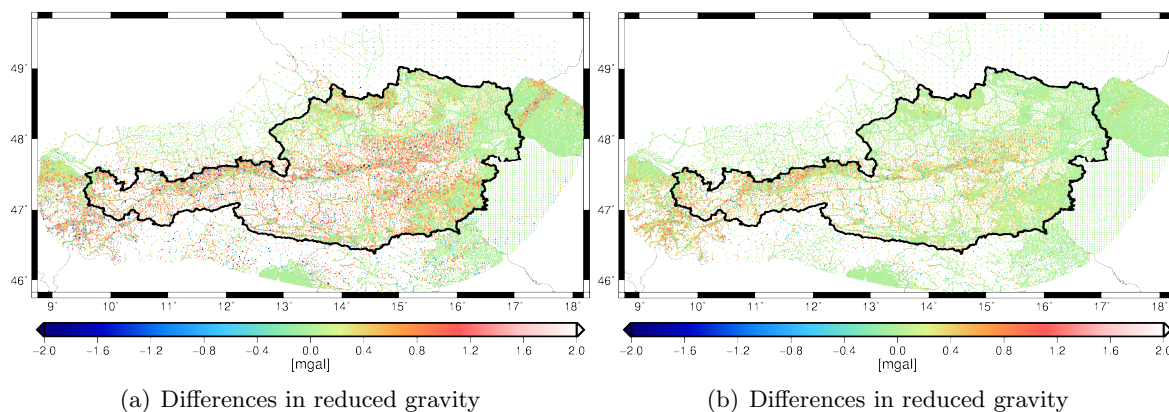 49°
48°
47°
46°
9° 10° 11° 12° 13° 14° 15° 16° 17° 18°
−2.0 −1.6 −1.2 −0.8 −0.4 0.0 0.4 0.8 1.2 1.6 2.0
[mgal]
(a) Differences in reduced gravity
49°
48°
47°
46°
9° 10° 11° 12° 13° 14° 15° 16° 17° 18°
−2.0 −1.6 −1.2 −0.8 −0.4 0.0 0.4 0.8 1.2 1.6 2.0
[mgal]
(b) Differences in reduced gravity